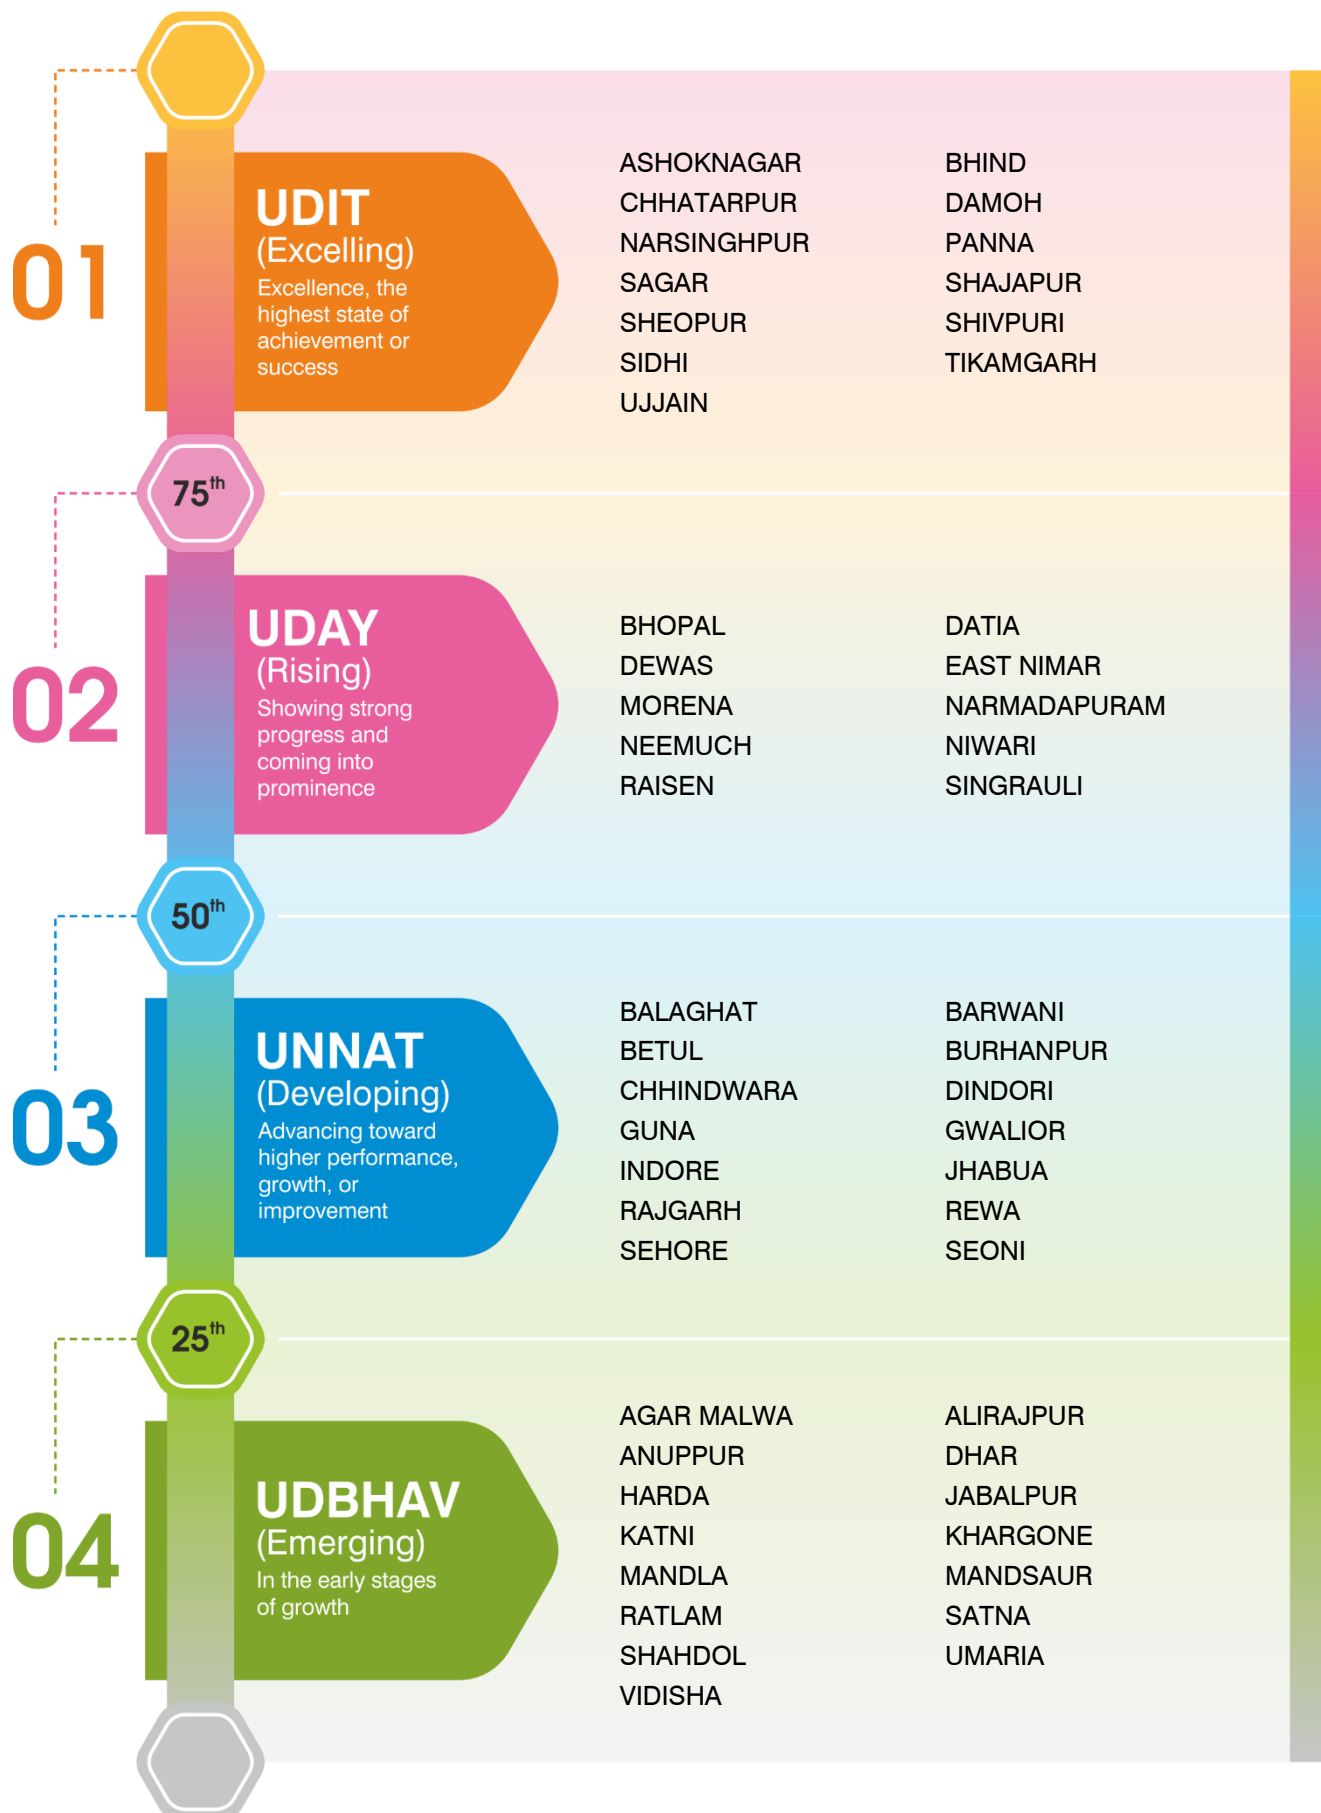 01
UDIT
(Excelling)
Excellence, the
highest state of
achievement or
success
ASHOKNAGAR BHIND
CHHATARPUR DAMOH
NARSINGHPUR PANNA
SAGAR SHAJAPUR
SHEOPUR SHIVPURI
SIDHI TIKAMGARH
UJJAIN
75th
02
UDAY
(Rising)
Showing strong
progress and
coming into
prominence
BHOPAL DATIA
DEWAS EAST NIMAR
MORENA NARMADAPURAM
NEEMUCH NIWARI
RAISEN SINGRAULI
50th
03
UNNAT
(Developing)
Advancing toward
higher performance,
growth, or
improvement
BALAGHAT BARWANI
BETUL BURHANPUR
CHHINDWARA DINDORI
GUNA GWALIOR
INDORE JHABUA
RAJGARH REWA
SEHORE SEONI
25th
04
UDBHAV
(Emerging)
In the early stages
of growth
AGAR MALWA ALIRAJPUR
ANUPPUR DHAR
HARDA JABALPUR
KATNI KHARGONE
MANDLA MANDSAUR
RATLAM SATNA
SHAHDOL UMARIA
VIDISHA